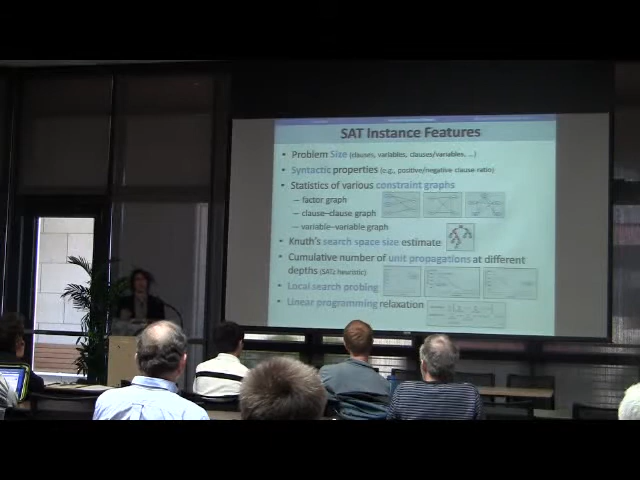 SAT Instance Features
• Problem Size (clauses, variables, clauses/variables, ...)
• Syntactic properties (e.g., positive/negative clause ratio)
• Statistics of various constraint graphs
– factor graph
– clause–clause graph
– variable–variable graph
• Knuth's search space size estimate
• Cumulative number of unit propagations at different
depths (SATz heuristic)
• Local search probing
• Linear programming relaxation